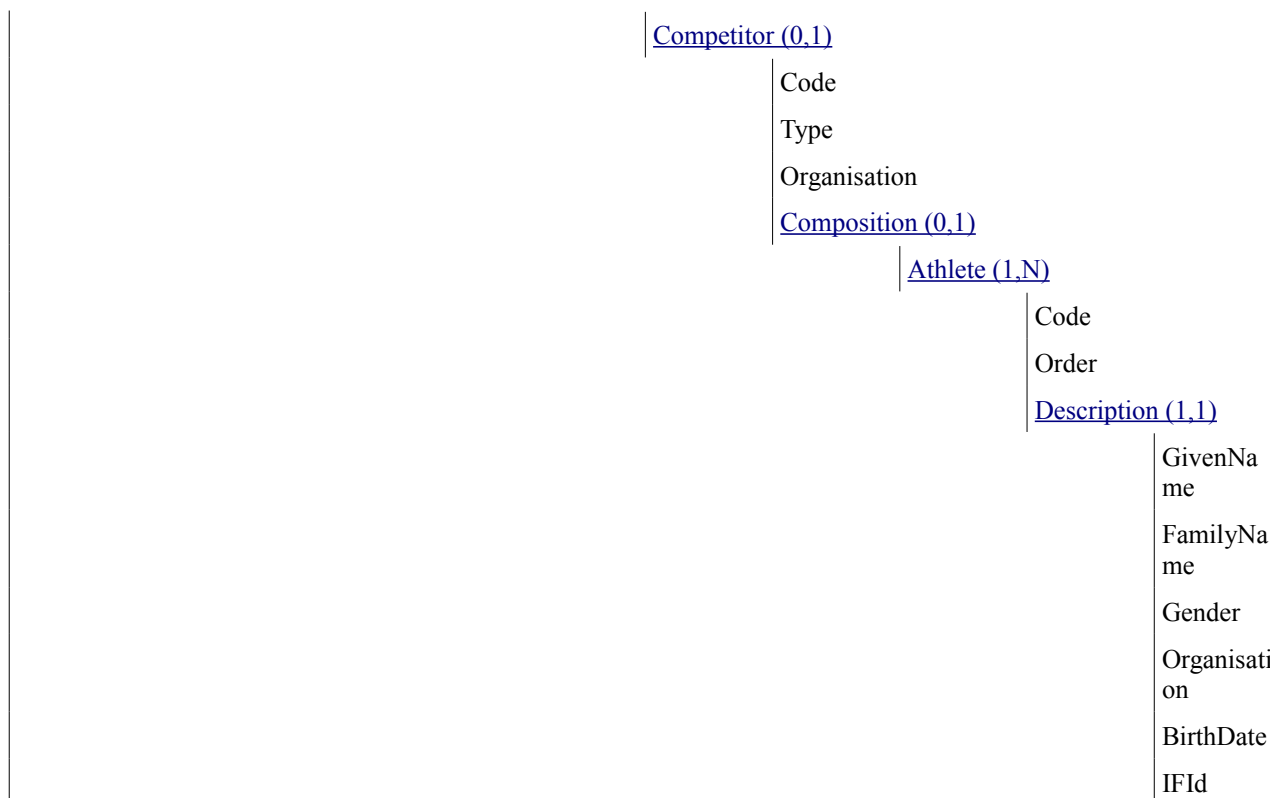 Competitor (0,1)
Code
Type
Organisation
Composition (0,1)
Athlete (1,N)
Code
Order
Description (1,1)
GivenNa
me
FamilyNa
me
Gender
Organisati
on
BirthDate
IFId